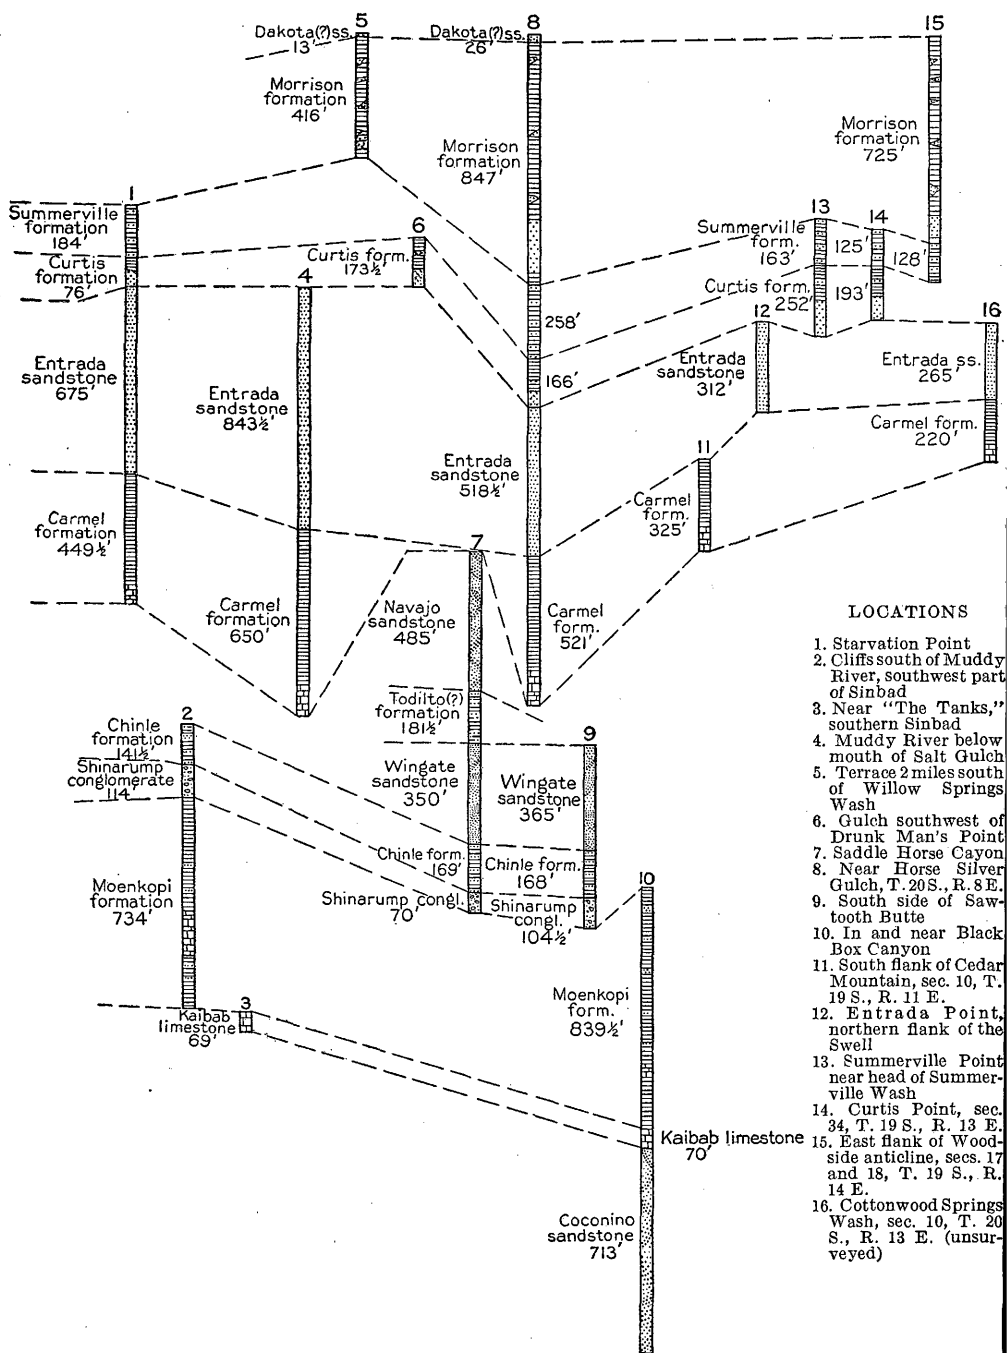 5
8
15
Dakota(?)ss.
13'
Dakota(?)ss.
26'
Morrison
formation
416'
Morrison
formation
847'
Morrison
formation
725'
1
Summerville
formation
184'
Curtis
formation
76'
6
Curtis form.
173½'
4
Summerville
form.
163'
13
14
125'
128'
Curtis form.
252'
193'
258'
166'
12
16
Entrada
sandstone
675'
Entrada
sandstone
843½'
Entrada
sandstone
518½'
Entrada
sandstone
312'
Entrada ss.
265'
Carmel form.
220'
11
Carmel
form.
325'
Carmel
formation
449½'
7
Carmel
formation
650'
Navajo
sandstone
485'
Carmel
form.
521'
Todilto(?)
formation
181½'
2
Chinle
formation
141½'
Shinarump
conglomerate
114'
9
Wingate
sandstone
350'
Wingate
sandstone
365'
Chinle form.
169'
Chinle form.
168'
Shinarump congl.
70'
Shinarump
congl.
104½'
10
Moenkopi
formation
734'
3
Kaibab
limestone
69'
Moenkopi
form.
839½'
Kaibab limestone
70'
Coconino
sandstone
713'
LOCATIONS
1. Starvation Point
2. Cliffs south of Muddy
River, southwest part
of Sinbad
3. Near "The Tanks,"
southern Sinbad
4. Muddy River below
mouth of Salt Gulch
5. Terrace 2 miles south
of Willow Springs
Wash
6. Gulch southwest of
Drunk Man's Point
7. Saddle Horse Cayon
8. Near Horse Silver
Gulch, T. 20 S., R. 8 E.
9. South side of Saw-
tooth Butte
10. In and near Black
Box Canyon
11. South flank of Cedar
Mountain, sec. 10, T.
19 S., R. 11 E.
12. Entrada Point,
northern flank of the
Swell
13. Summerville Point
near head of Summer-
ville Wash
14. Curtis Point, sec.
34, T. 19 S., R. 13 E.
15. East flank of Wood-
side anticline, secs. 17
and 18, T. 19 S., R.
14 E.
16. Cottonwood Springs
Wash, sec. 10, T. 20
S., R. 13 E. (unsur-
veyed)